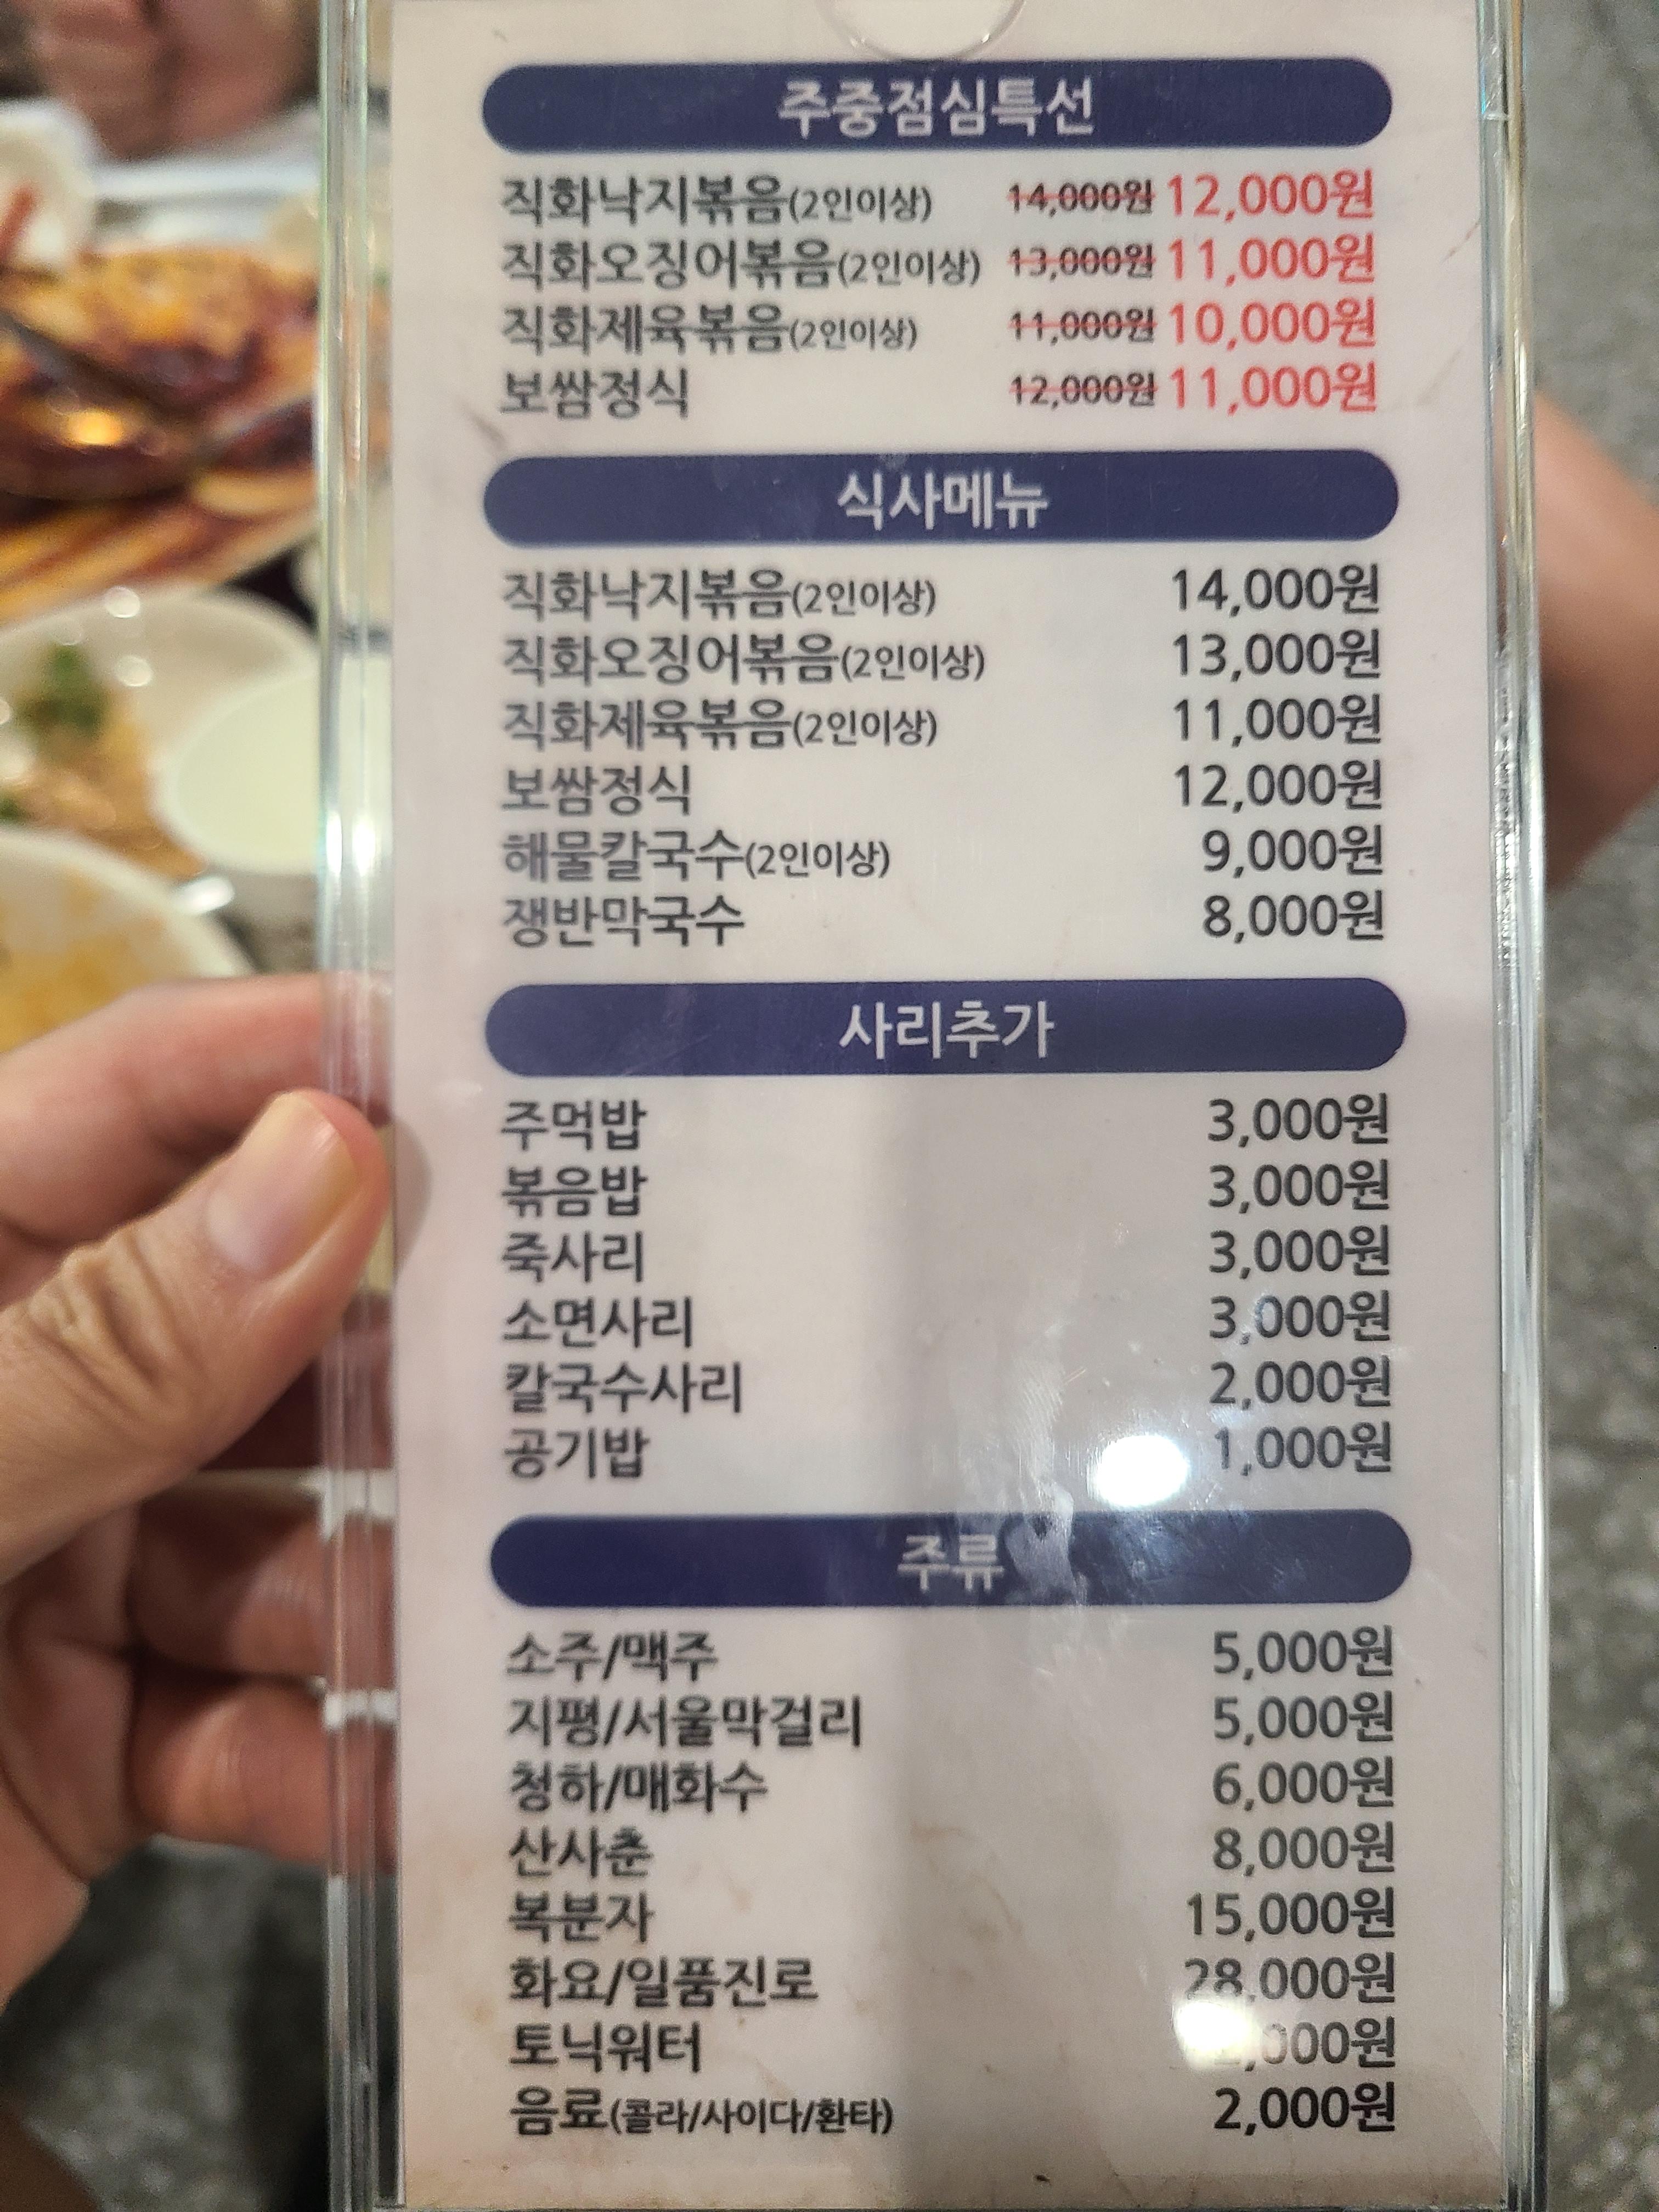 주중점심특선
직화낙지볶음(2인이상) 14,000원 12,000원
직화오징어볶음(2인이상) 13,000원 11,000원
직화제육볶음(2인이상) 11,000원 10,000원
보쌈정식 12,000원 11,000원
식사메뉴
직화낙지볶음(2인이상) 14,000원
직화오징어볶음(2인이상) 13,000원
직화제육볶음(2인이상) 11,000원
보쌈정식 12,000원
해물칼국수(2인이상) 9,000원
쟁반막국수 8,000원
사리추가
주먹밥 3,000원
볶음밥 3,000원
죽사리 3,000원
소면사리 3,000원
칼국수사리 2,000원
공기밥 1,000원
주류
소주/맥주 5,000원
지평/서울막걸리 5,000원
청하/매화수 6,000원
산사춘 8,000원
복분자 15,000원
화요/일품진로 28,000원
토닉워터
음료(콜라/사이다/환타) 2,000원